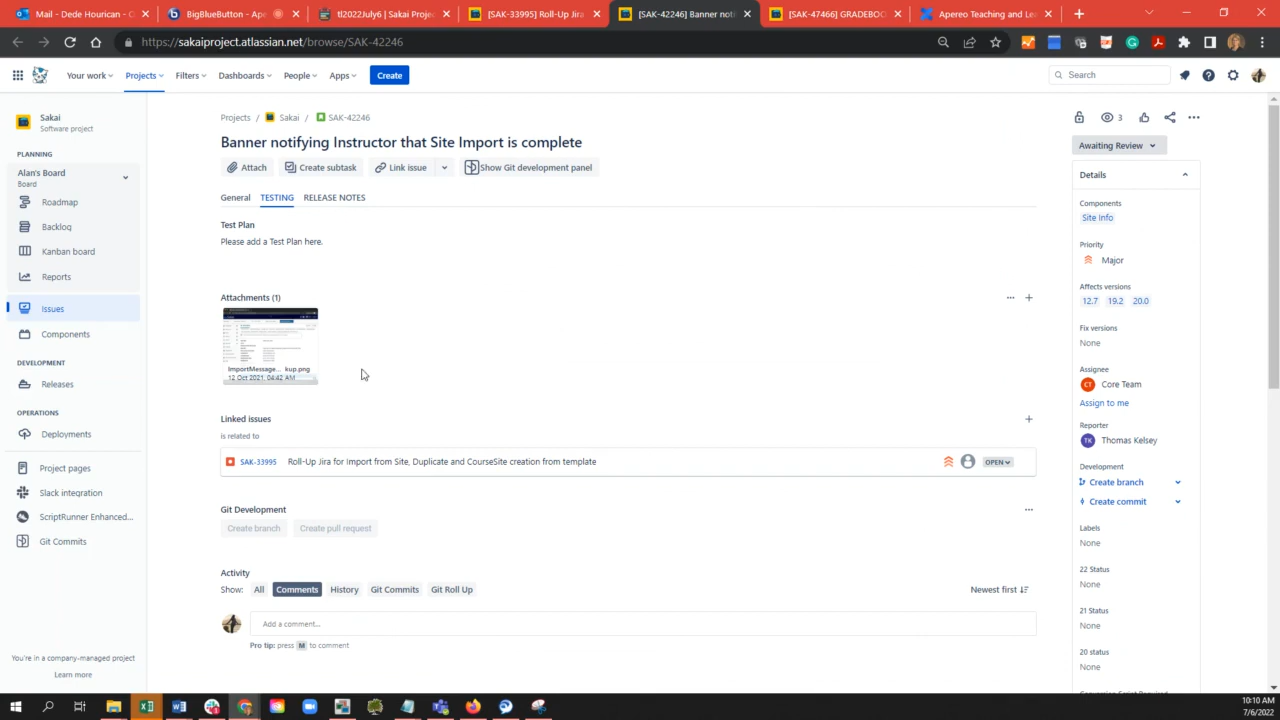 Mail - Dede Hourican - C
BigBlueButton - Ape
tl2022July6 | Sakai Project
[SAK-33995] Roll-Up Jira
[SAK-42246] Banner noti
[SAK-47466] GRADEBOO
Apereo Teaching and Le
https://sakaiproject.atlassian.net/browse/SAK-42246
Your work
Projects
Filters
Dashboards
People
Apps
Create
Search
Sakai
Software project
PLANNING
Alan's Board
Board
Roadmap
Backlog
Kanban board
Reports
Issues
Components
DEVELOPMENT
Releases
OPERATIONS
Deployments
Project pages
Slack integration
ScriptRunner Enhanced...
Git Commits
You're in a company-managed project
Learn more
Projects / Sakai / SAK-42246
Banner notifying Instructor that Site Import is complete
Attach
Create subtask
Link issue
Show Git development panel
General TESTING RELEASE NOTES
Test Plan
Please add a Test Plan here.
Attachments (1)
ImportMessage... kup.png
12 Oct 2021, 04:42 AM
Linked issues
is related to
SAK-33995 Roll-Up Jira for Import from Site, Duplicate and CourseSite creation from template OPEN
Git Development
Create branch
Create pull request
Activity
Show: All Comments History Git Commits Git Roll Up Newest first
Add a comment...
Pro tip: press M to comment
3
Awaiting Review
Details
Components
Site Info
Priority
Major
Affects versions
12.7 19.2 20.0
Fix versions
None
Assignee
CT Core Team
Assign to me
Reporter
TK Thomas Kelsey
Development
Create branch
Create commit
Labels
None
22 Status
None
21 Status
None
20 status
None
10:10 AM
7/6/2022